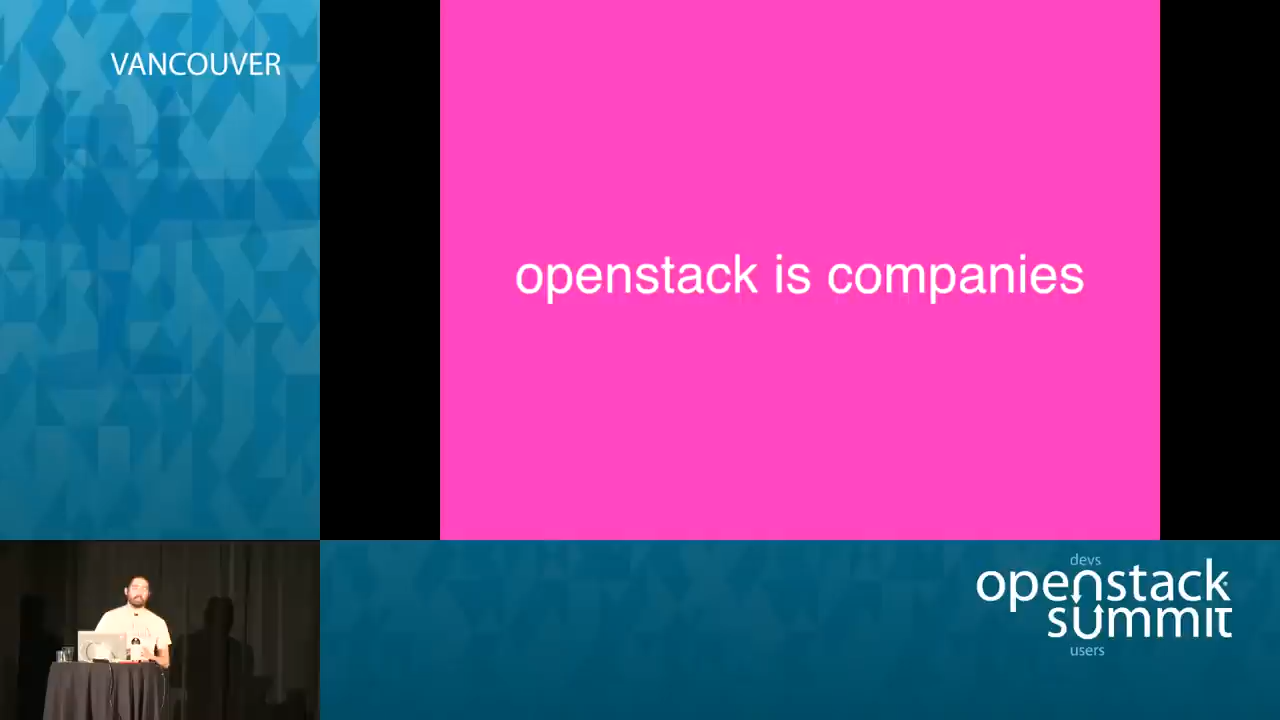 VANCOUVER
openstack is companies
devs
openstack
summit
users